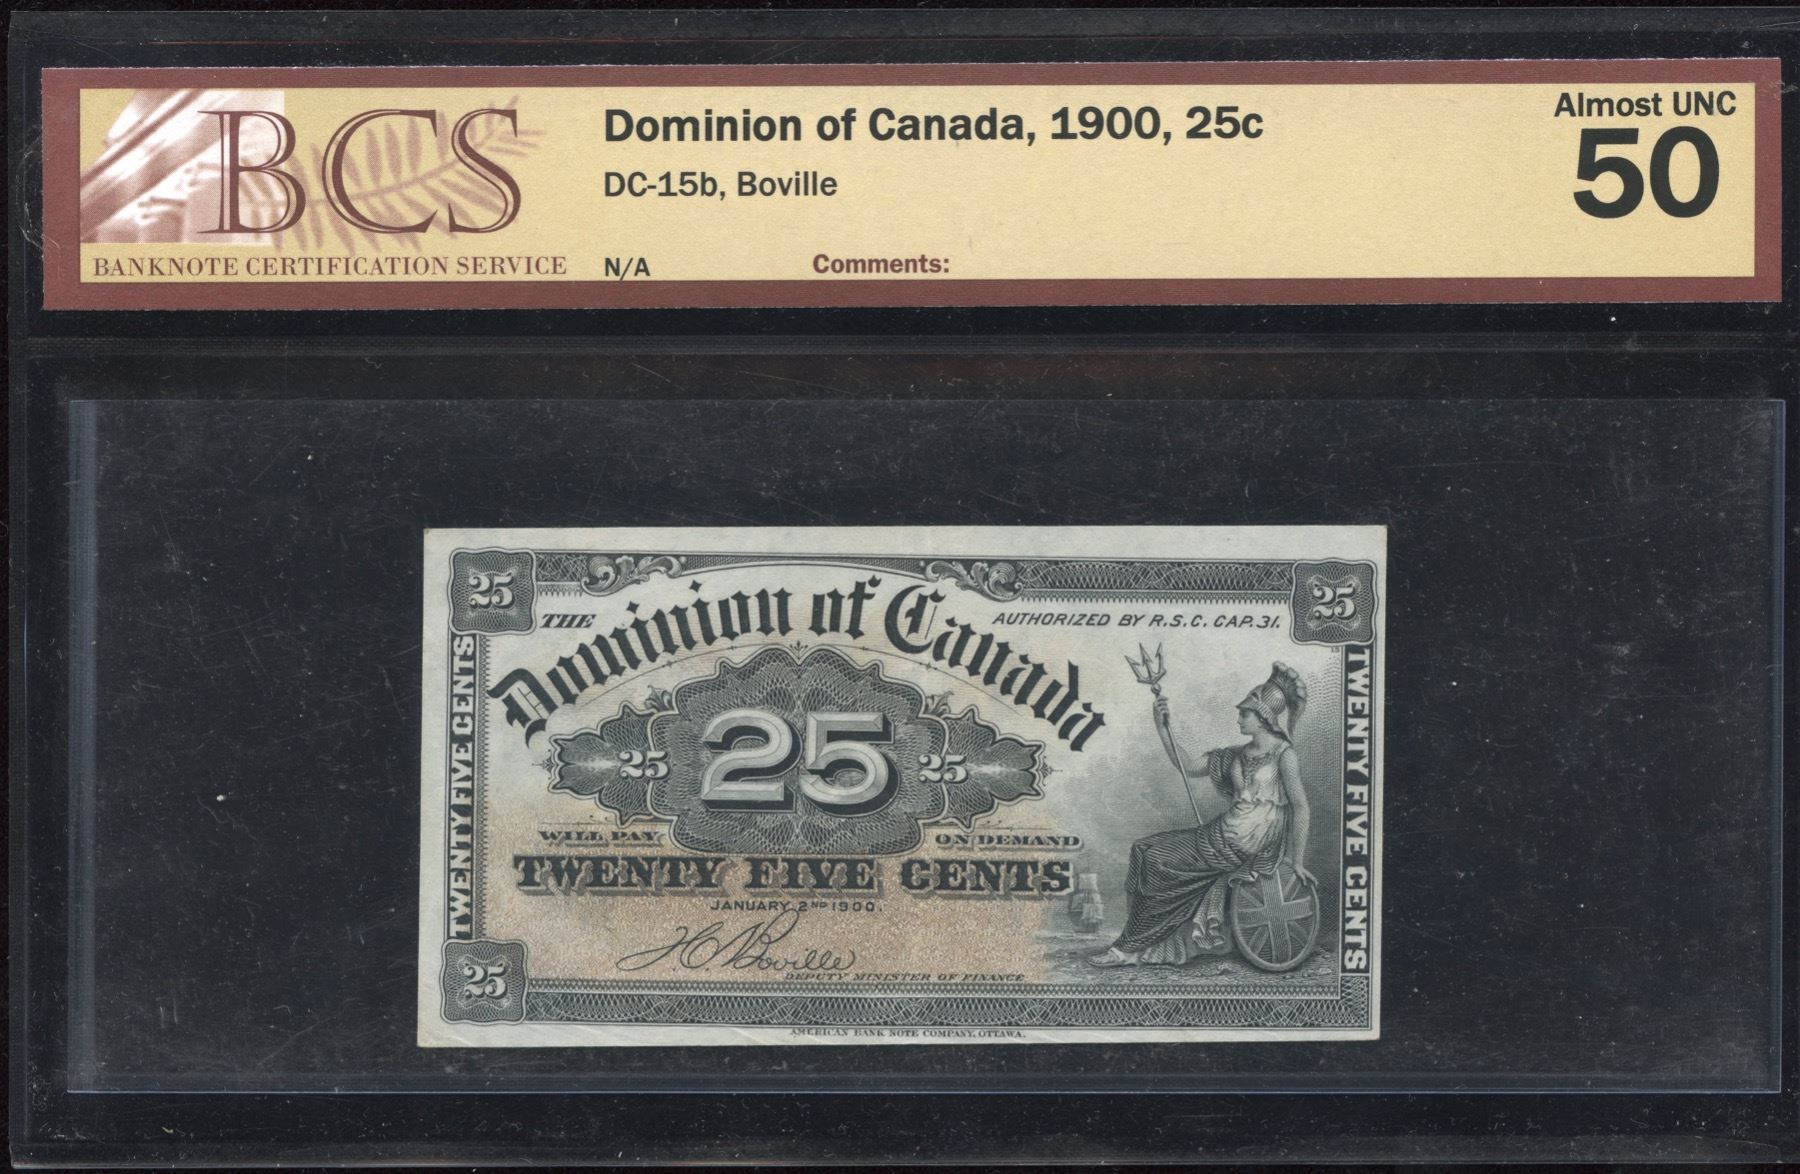 BCS
BANKNOTE CERTIFICATION SERVICE
Dominion of Canada, 1900, 25c
DC-15b, Boville
N/A
Comments:
Almost UNC
50
25
25
THE
Dominion of Canada
AUTHORIZED BY R.S.C. CAP. 31.
TWENTY FIVE CENTS
TWENTY FIVE CENTS
25
25
25
WILL PAY
ON DEMAND
TWENTY FIVE CENTS
JANUARY 2ND 1900.
H.C. Boville
DEPUTY MINISTER OF FINANCE
25
AMERICAN BANK NOTE COMPANY, OTTAWA.